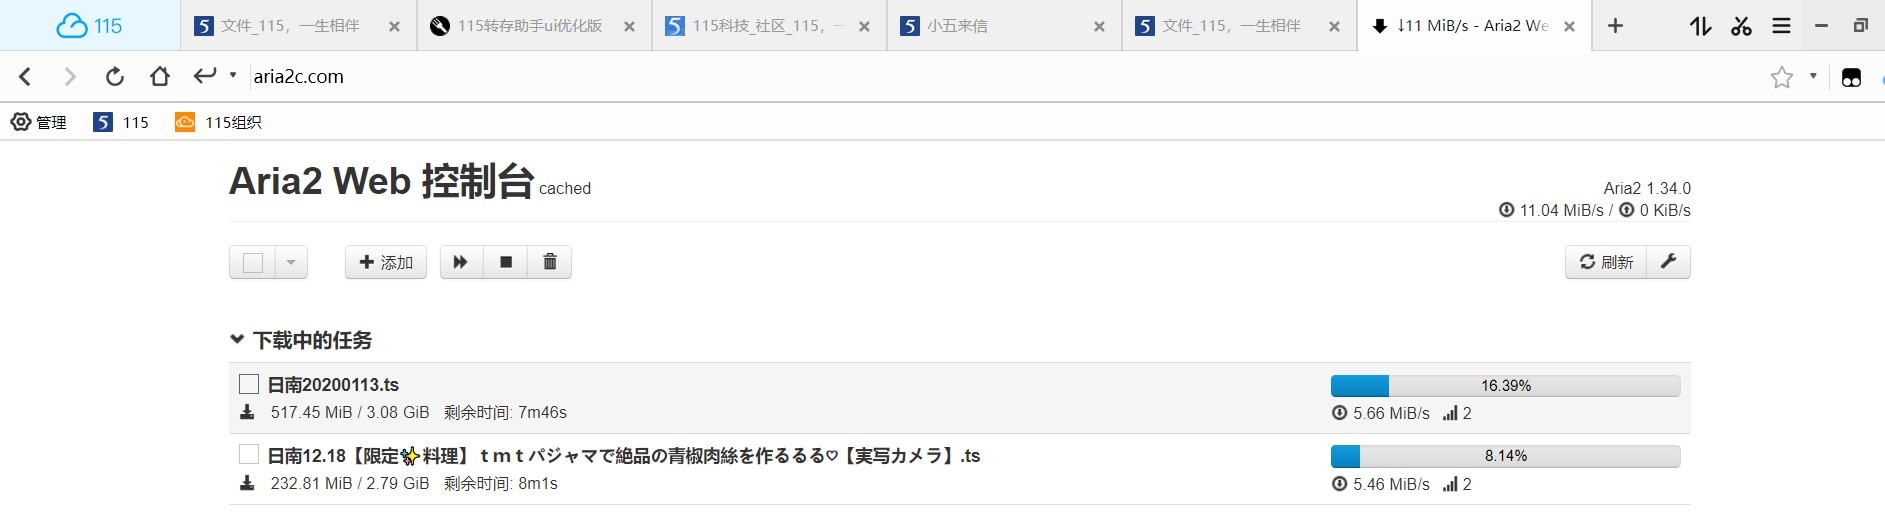 115 文件_115，一生相伴 115转存助手ui优化版 115科技_社区_115，一 小五来信 文件_115，一生相伴 ↓11 MiB/s - Aria2 We
aria2c.com
管理 115 115组织
Aria2 Web 控制台 cached
Aria2 1.34.0
11.04 MiB/s / 0 KiB/s
添加 刷新
下载中的任务
日南20200113.ts 16.39%
517.45 MiB / 3.08 GiB 剩余时间: 7m46s 5.66 MiB/s 2
日南12.18【限定✨料理】ｔｍｔパジャマで絶品の青椒肉絲を作るるる♡【実写カメラ】.ts 8.14%
232.81 MiB / 2.79 GiB 剩余时间: 8m1s 5.46 MiB/s 2